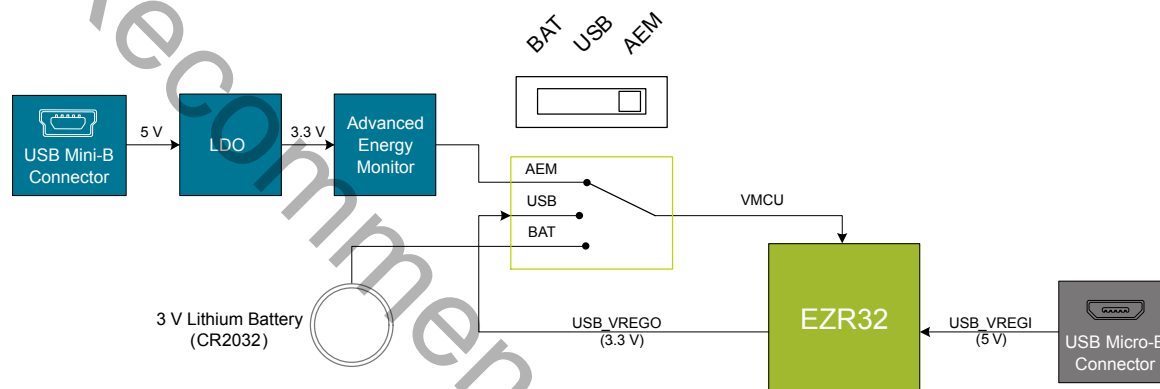 BAT USB AEM
USB Mini-B
Connector
5 V
LDO
3.3 V
Advanced
Energy
Monitor
AEM
USB
BAT
VMCU
3 V Lithium Battery
(CR2032)
USB_VREGO
(3.3 V)
EZR32
USB_VREGI
(5 V)
USB Micro-B
Connector
Recommen